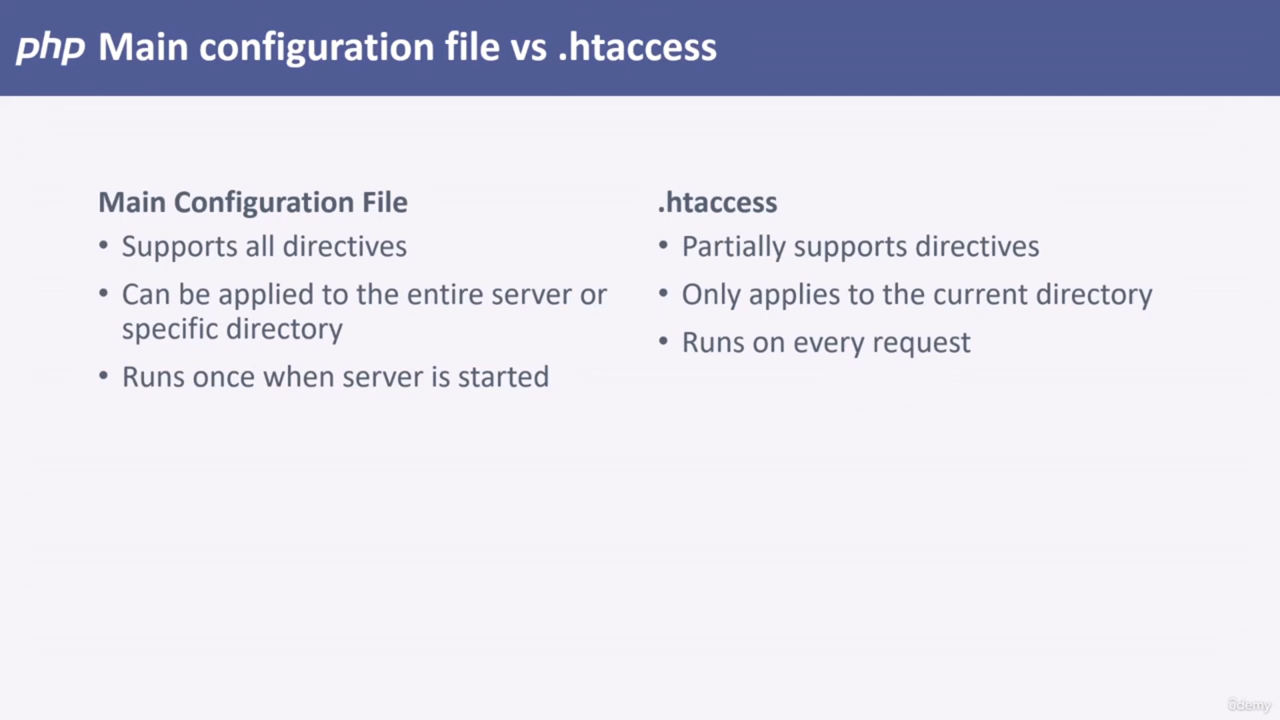 php Main configuration file vs .htaccess
Main Configuration File
• Supports all directives
• Can be applied to the entire server or
specific directory
• Runs once when server is started
.htaccess
• Partially supports directives
• Only applies to the current directory
• Runs on every request
ûdemy